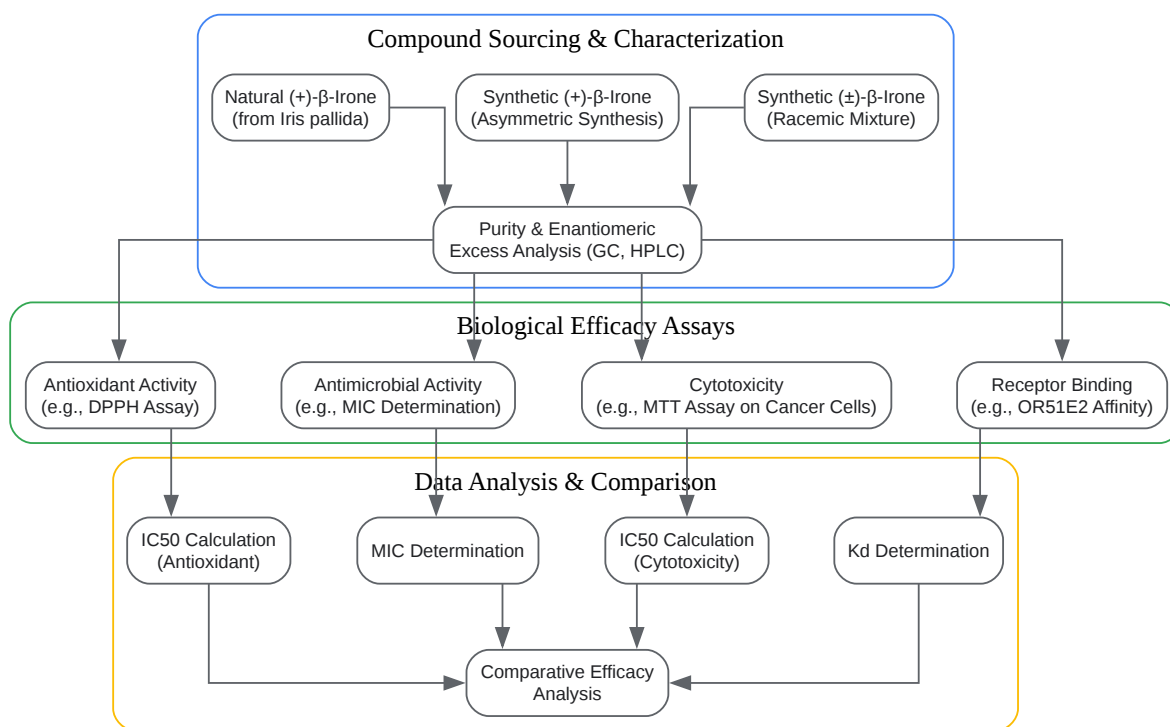 Compound Sourcing & Characterization
Natural (+)-β-Irone
(from Iris pallida)
Synthetic (+)-β-Irone
(Asymmetric Synthesis)
Synthetic (±)-β-Irone
(Racemic Mixture)
Purity & Enantiomeric
Excess Analysis (GC, HPLC)
Biological Efficacy Assays
Antioxidant Activity
(e.g., DPPH Assay)
Antimicrobial Activity
(e.g., MIC Determination)
Cytotoxicity
(e.g., MTT Assay on Cancer Cells)
Receptor Binding
(e.g., OR51E2 Affinity)
Data Analysis & Comparison
IC50 Calculation
(Antioxidant)
MIC Determination
IC50 Calculation
(Cytotoxicity)
Kd Determination
Comparative Efficacy
Analysis